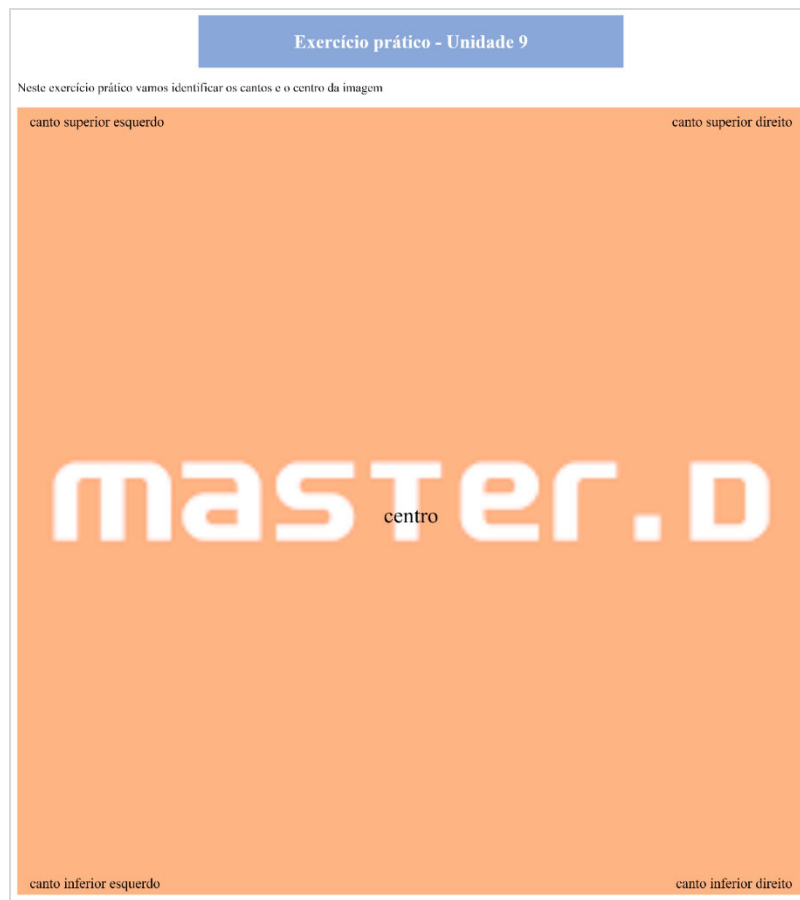 Exercício prático - Unidade 9
Neste exercício prático vamos identificar os cantos e o centro da imagem
canto superior esquerdo
canto superior direito
master.D
centro
canto inferior esquerdo
canto inferior direito